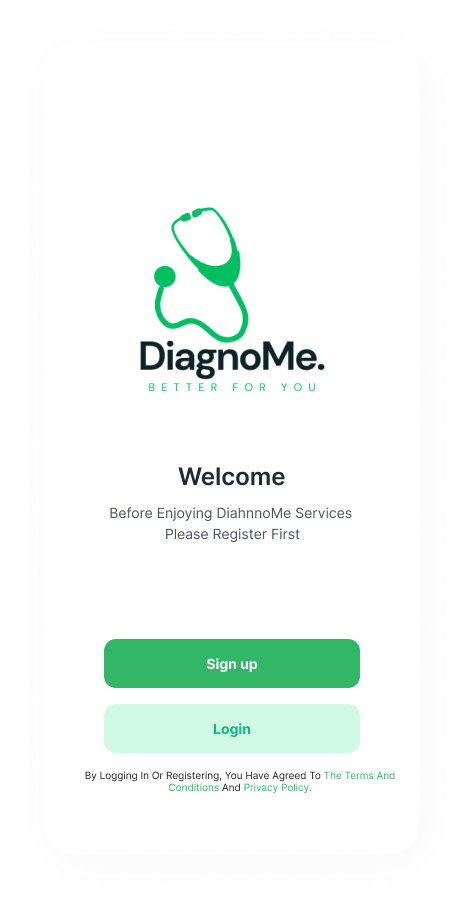 DiagnoMe.
BETTER FOR YOU
Welcome
Before Enjoying DiahnnoMe Services
Please Register First
Sign up
Login
By Logging In Or Registering, You Have Agreed To The Terms And
Conditions And Privacy Policy.